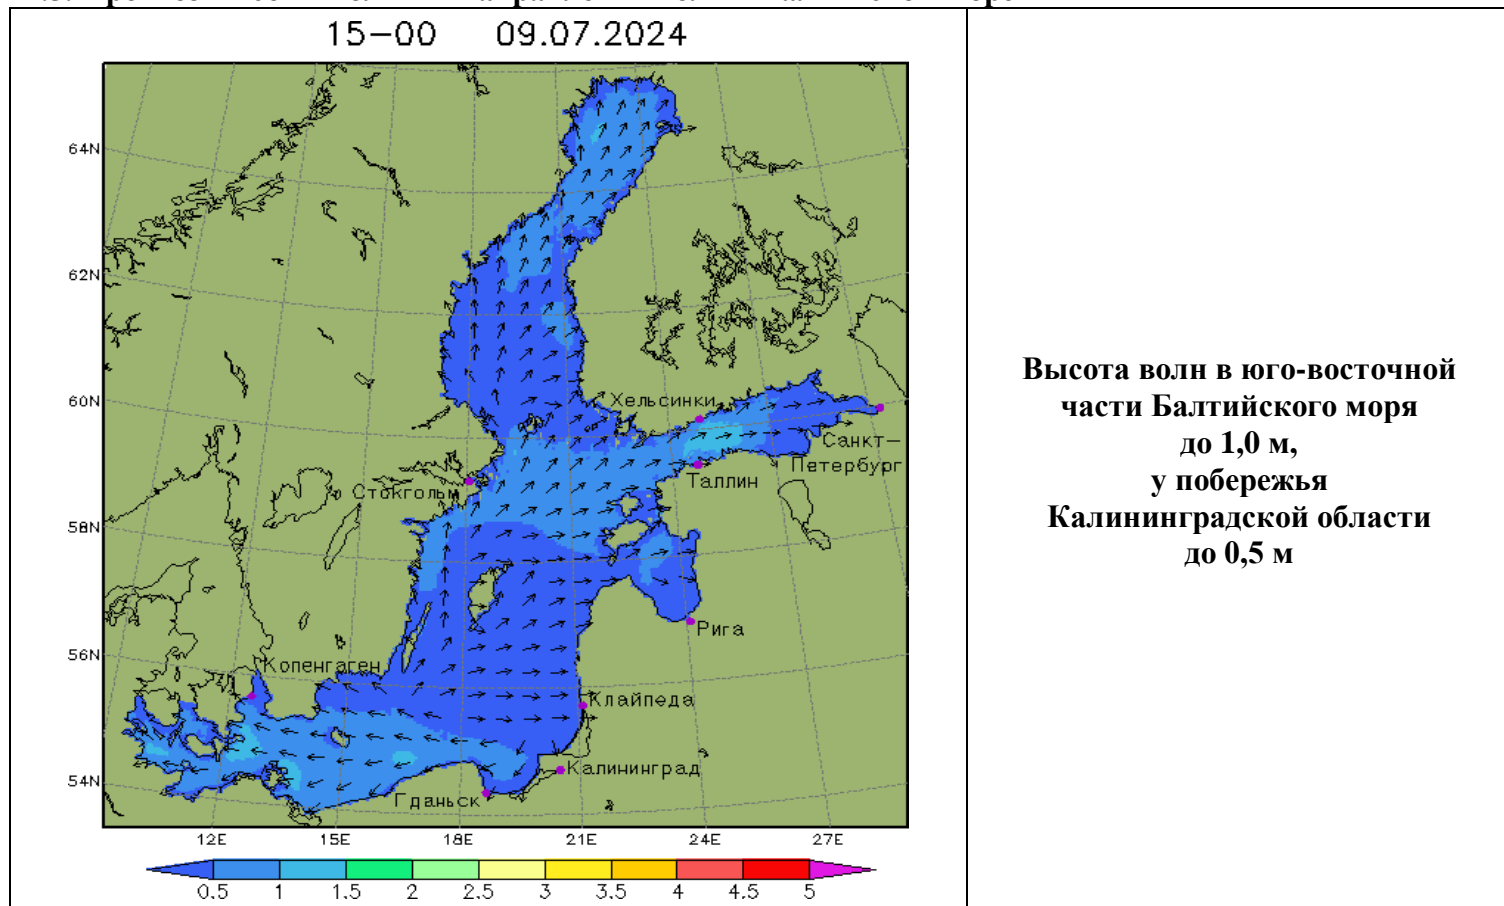 15-00 09.07.2024
64N
62N
60N
58N
56N
54N
Хельсинки
Санкт-
Петербург
Таллин
Стокгольм
Рига
Копенгаген
Клайпеда
Калининград
Гданьск
12E 15E 18E 21E 24E 27E
0.5 1 1.5 2 2.5 3 3.5 4 4.5 5
Высота волн в юго-восточной
части Балтийского моря
до 1,0 м,
у побережья
Калининградской области
до 0,5 м